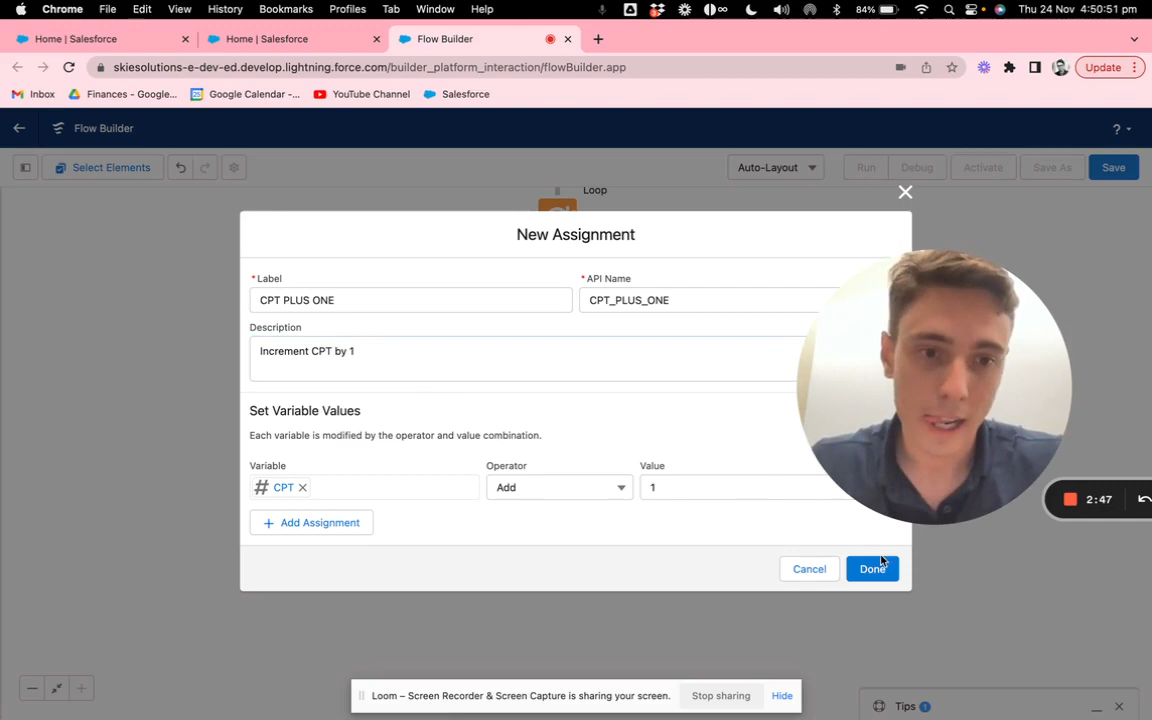 Chrome File Edit View History Bookmarks Profiles Tab Window Help 84% Thu 24 Nov 4:50:51 pm
Home | Salesforce Home | Salesforce Flow Builder
skiesolutions-e-dev-ed.develop.lightning.force.com/builder_platform_interaction/flowBuilder.app Update
Inbox Finances - Google... Google Calendar -... YouTube Channel Salesforce
Flow Builder ?
Select Elements Auto-Layout Run Debug Activate Save As Save
Loop
New Assignment
* Label * API Name
CPT PLUS ONE CPT_PLUS_ONE
Description
Increment CPT by 1
Set Variable Values
Each variable is modified by the operator and value combination.
Variable Operator Value
CPT Add 1
+ Add Assignment
2:47
Cancel Done
Loom – Screen Recorder & Screen Capture is sharing your screen. Stop sharing Hide
Tips 1